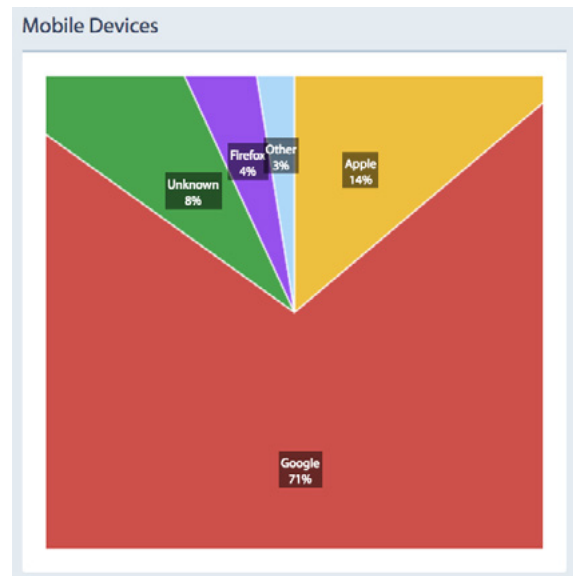 Mobile Devices
Firefox
4%
Other
3%
Apple
14%
Unknown
8%
Google
71%